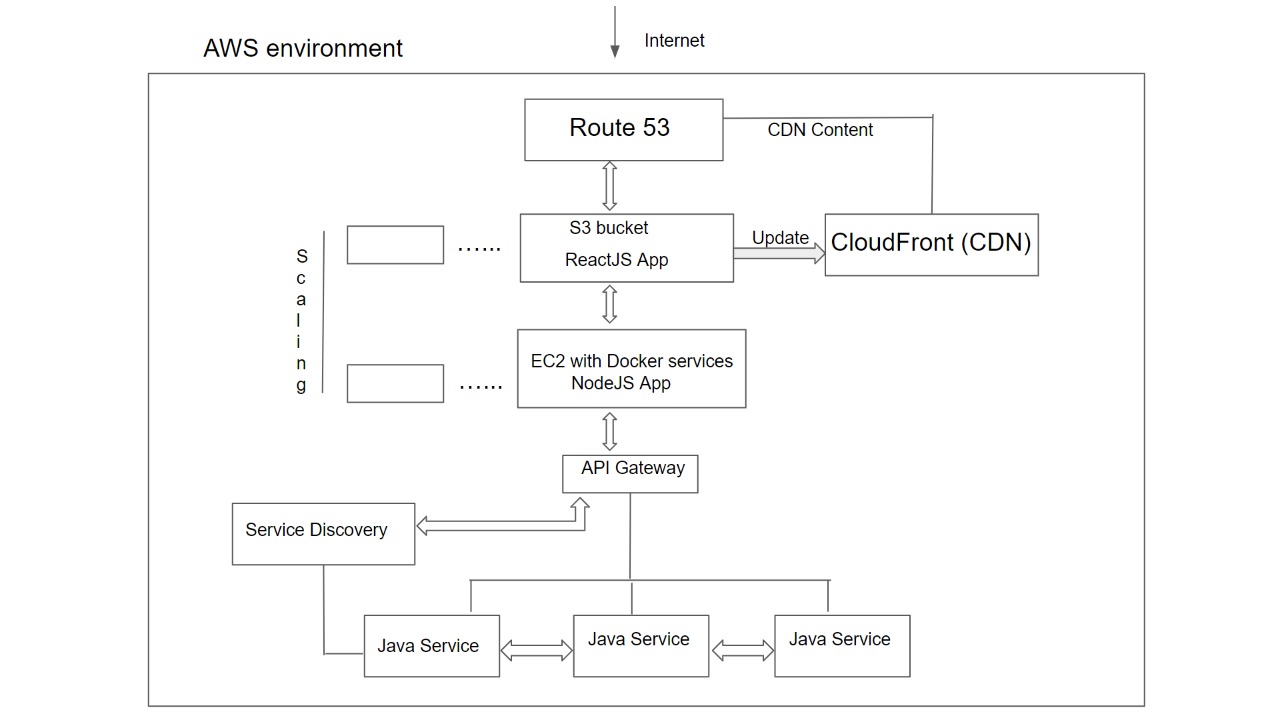 Internet
AWS environment
Route 53
CDN Content
S3 bucket
ReactJS App
Update
CloudFront (CDN)
Scaling
……
EC2 with Docker services
NodeJS App
……
API Gateway
Service Discovery
Java Service
Java Service
Java Service